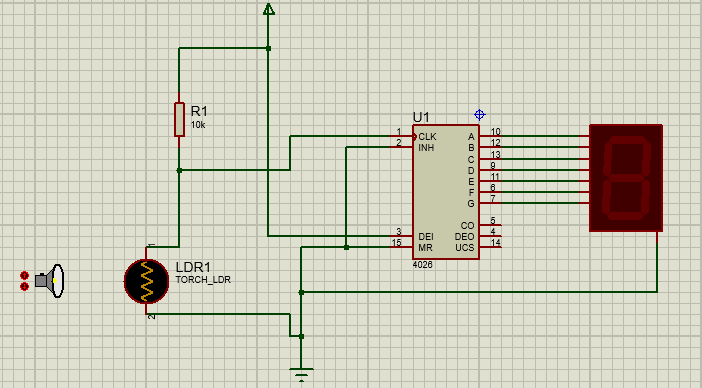 R1
10k
U1
1 CLK A 10
2 INH B 12
C 13
D 9
E 11
F 6
G 7
CO 5
3 DEI DEO 4
15 MR UCS 14
4026
1
LDR1
TORCH_LDR
2